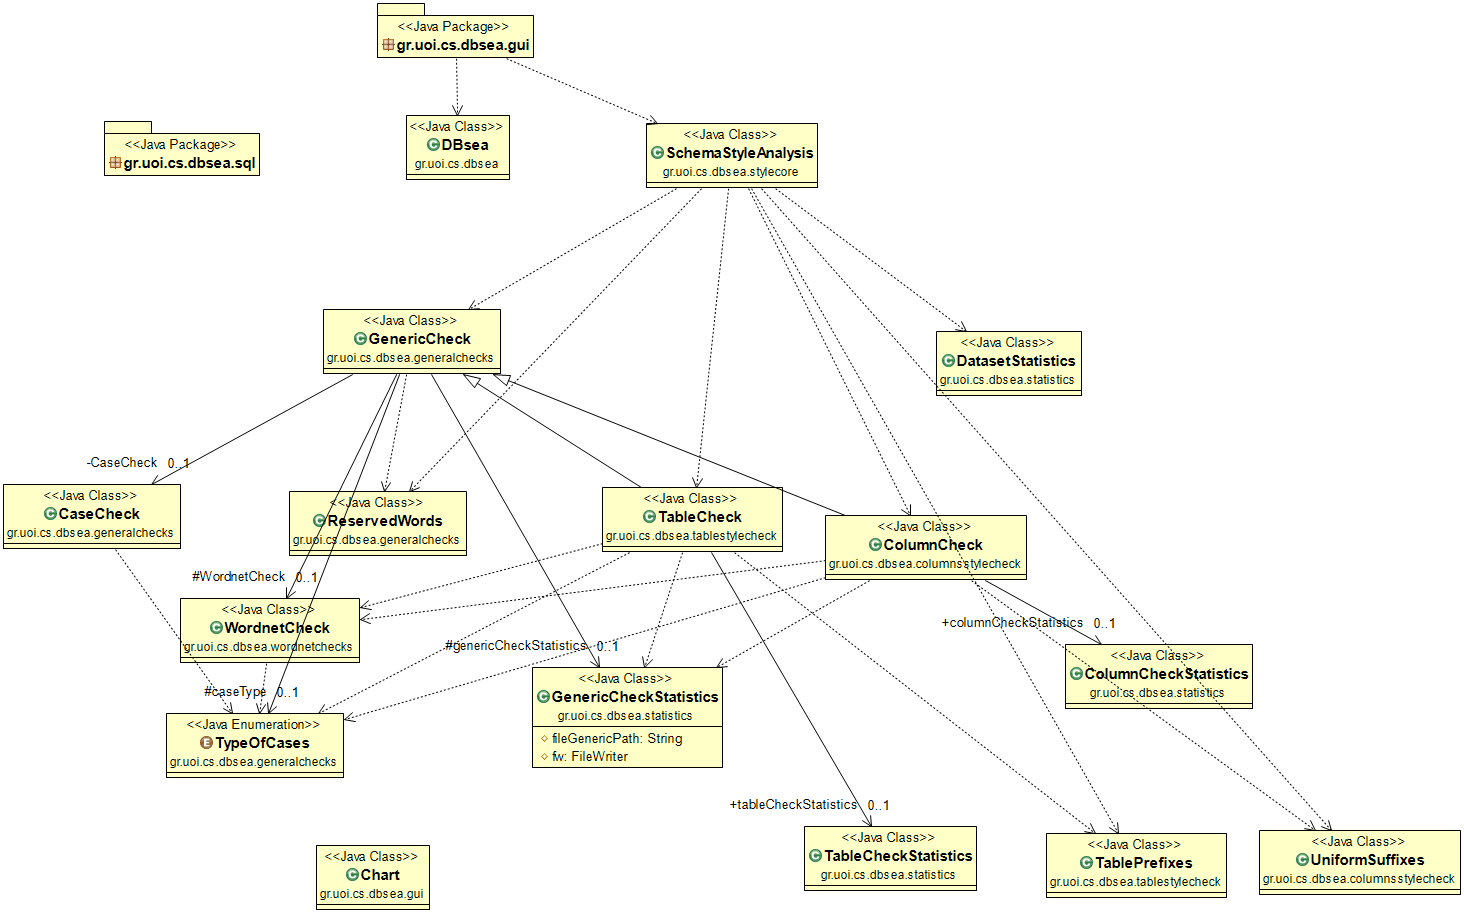 <<Java Package>>
gr.uoi.cs.dbsea.gui
<<Java Package>>
gr.uoi.cs.dbsea.sql
<<Java Class>>
DBsea
gr.uoi.cs.dbsea
<<Java Class>>
SchemaStyleAnalysis
gr.uoi.cs.dbsea.stylecore
<<Java Class>>
GenericCheck
gr.uoi.cs.dbsea.generalchecks
<<Java Class>>
DatasetStatistics
gr.uoi.cs.dbsea.statistics
-CaseCheck 0..1
<<Java Class>>
CaseCheck
gr.uoi.cs.dbsea.generalchecks
<<Java Class>>
ReservedWords
gr.uoi.cs.dbsea.generalchecks
<<Java Class>>
TableCheck
gr.uoi.cs.dbsea.tablestylecheck
<<Java Class>>
ColumnCheck
gr.uoi.cs.dbsea.columnsstylecheck
#WordnetCheck 0..1
<<Java Class>>
WordnetCheck
gr.uoi.cs.dbsea.wordnetchecks
#genericCheckStatistics 0..1
+columnCheckStatistics 0..1
<<Java Class>>
GenericCheckStatistics
gr.uoi.cs.dbsea.statistics
fileGenericPath: String
fw: FileWriter
<<Java Class>>
ColumnCheckStatistics
gr.uoi.cs.dbsea.statistics
#caseType 0..1
<<Java Enumeration>>
E TypeOfCases
gr.uoi.cs.dbsea.generalchecks
+tableCheckStatistics 0..1
<<Java Class>>
Chart
gr.uoi.cs.dbsea.gui
<<Java Class>>
TableCheckStatistics
gr.uoi.cs.dbsea.statistics
<<Java Class>>
TablePrefixes
gr.uoi.cs.dbsea.tablestylecheck
<<Java Class>>
UniformSuffixes
gr.uoi.cs.dbsea.columnsstylecheck